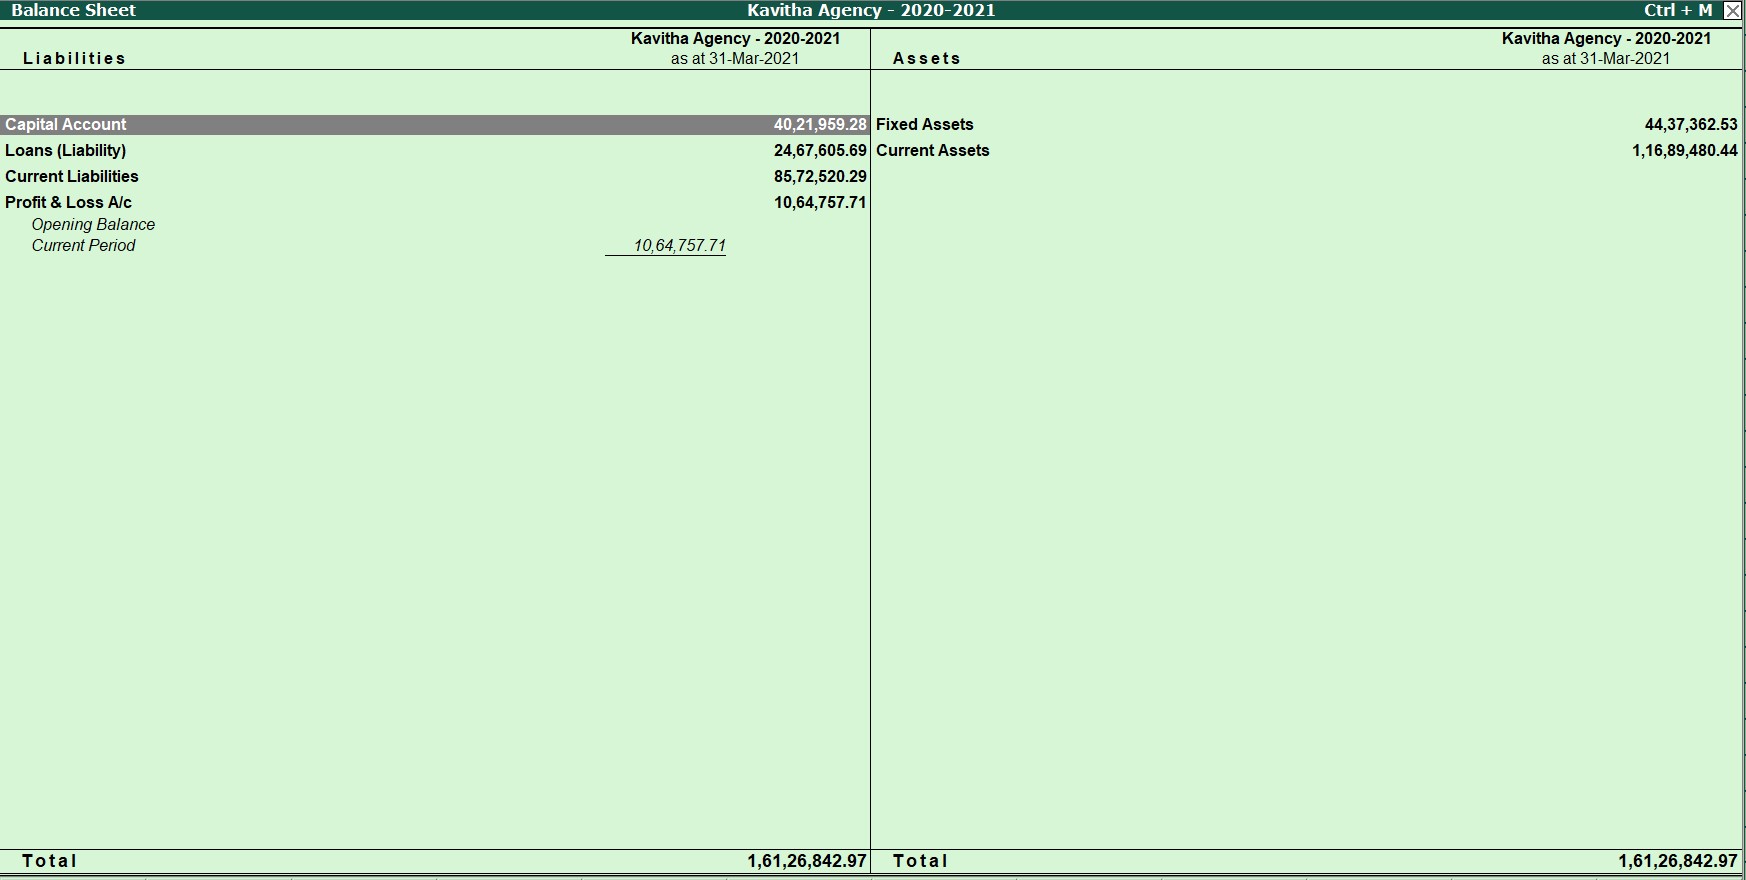 Balance Sheet Kavitha Agency - 2020-2021 Ctrl + M
Kavitha Agency - 2020-2021 Kavitha Agency - 2020-2021
Liabilities as at 31-Mar-2021 Assets as at 31-Mar-2021
Capital Account 40,21,959.28 Fixed Assets 44,37,362.53
Loans (Liability) 24,67,605.69 Current Assets 1,16,89,480.44
Current Liabilities 85,72,520.29
Profit & Loss A/c 10,64,757.71
Opening Balance
Current Period 10,64,757.71
Total 1,61,26,842.97 Total 1,61,26,842.97